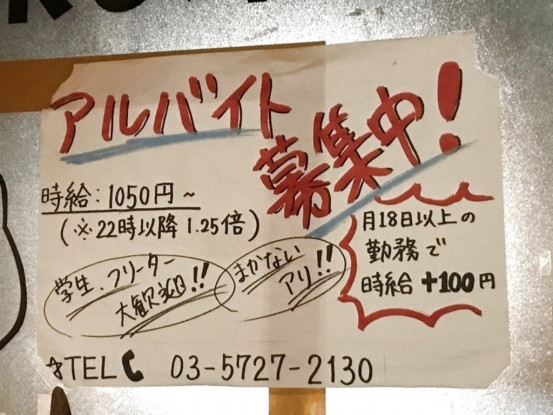 アルバイト
募集中!
時給:1050円~
(※22時以降 1.25倍)
学生、フリーター
大歓迎!!
まかない
アリ!!
月18日以上の
勤務で
時給 +100円
TEL 03-5727-2130